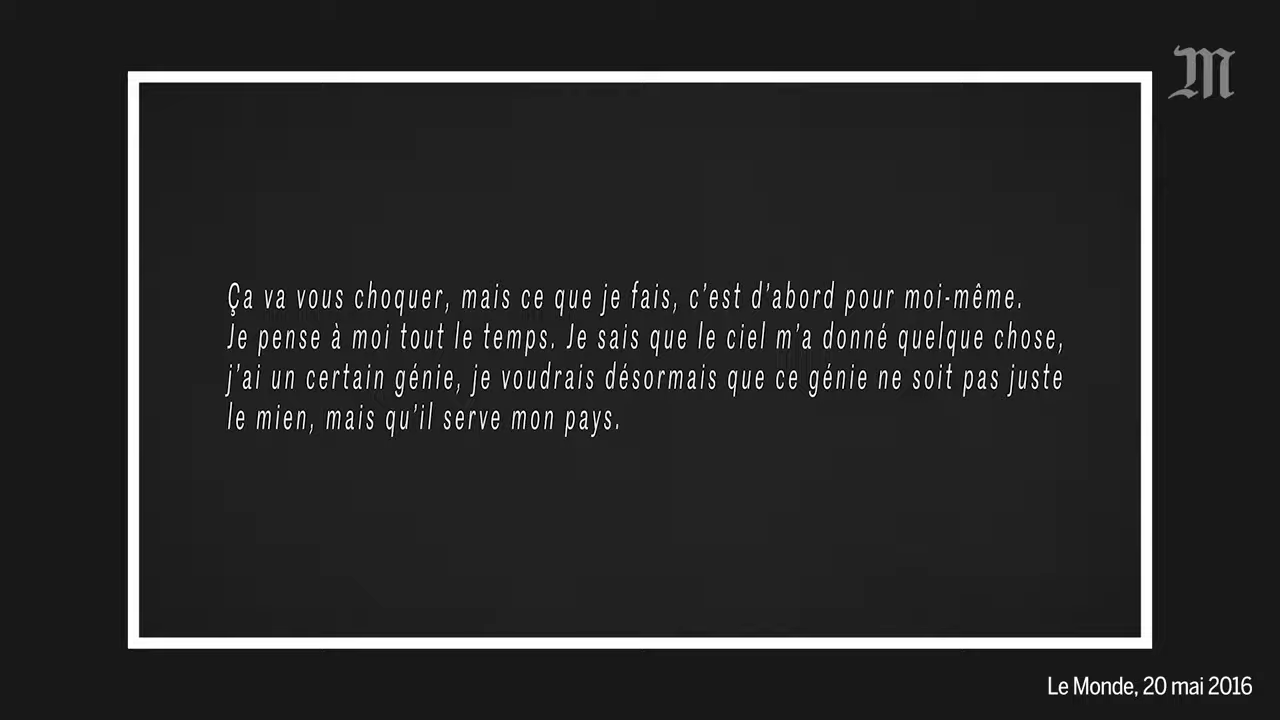 M
Ça va vous choquer, mais ce que je fais, c’est d’abord pour moi-même.
Je pense à moi tout le temps. Je sais que le ciel m’a donné quelque chose,
j’ai un certain génie, je voudrais désormais que ce génie ne soit pas juste
le mien, mais qu’il serve mon pays.
Le Monde, 20 mai 2016